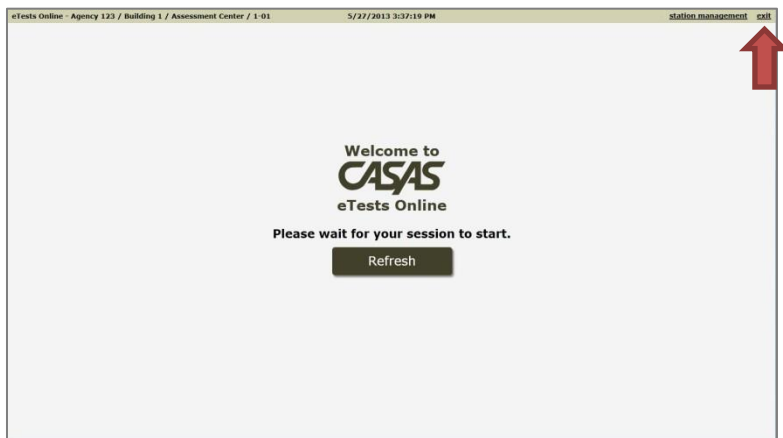 eTests Online - Agency 123 / Building 1 / Assessment Center / 1-01 5/27/2013 3:37:19 PM station management exit
Welcome to
CASAS
eTests Online
Please wait for your session to start.
Refresh